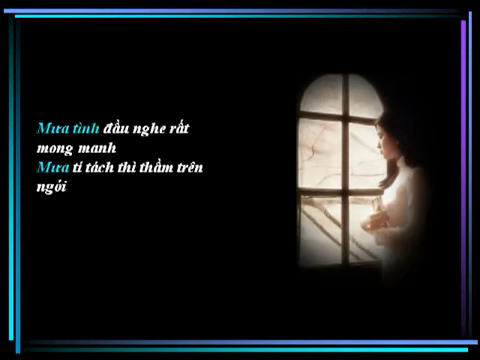 Mưa tình đầu nghe rất
mong manh
Mưa tí tách thì thầm trên
ngói